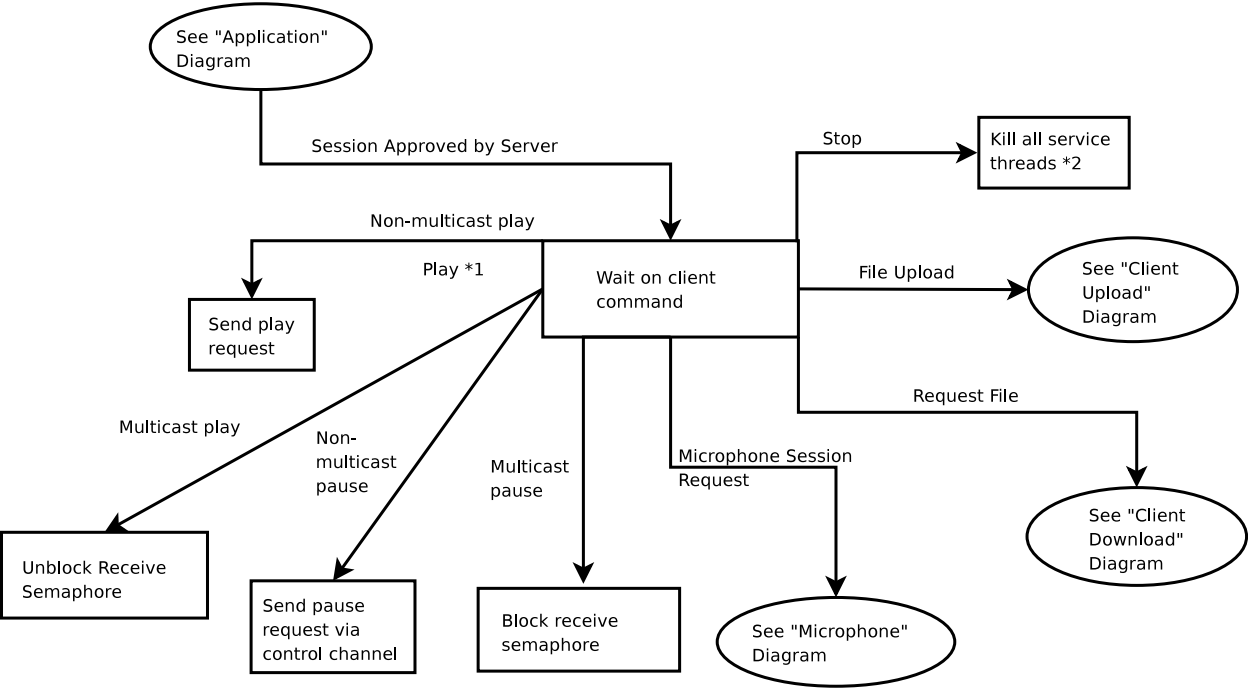 See "Application"
Diagram
Session Approved by Server
Stop
Kill all service
threads *2
Non-multicast play
Play *1
Wait on client
command
File Upload
See "Client
Upload"
Diagram
Send play
request
Request File
Multicast play
Non-
multicast
pause
Multicast
pause
Microphone Session
Request
See "Client
Download"
Diagram
Unblock Receive
Semaphore
Send pause
request via
control channel
Block receive
semaphore
See "Microphone"
Diagram